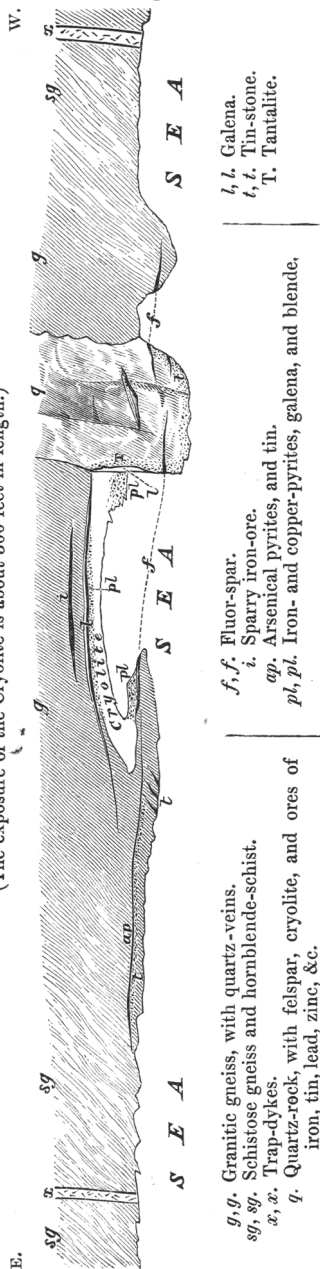 (The exposure of the Cryolite is about feet in length.)
E.
W.
sg x sg g q g sg x
i
cryolite
l
pl
pl
pl
l
ap
t
t
f
f
t
S E A
S E A
S E A
g, g. Granitic gneiss, with quartz-veins.
sg, sg. Schistose gneiss and hornblende-schist.
x, x. Trap-dykes.
q. Quartz-rock, with felspar, cryolite, and ores of
iron, tin, lead, zinc, &c.
f, f. Fluor-spar.
i. Sparry iron-ore.
ap. Arsenical pyrites, and tin.
pl, pl. Iron- and copper-pyrites, galena, and blende.
l, l. Galena.
t, t. Tin-stone.
T. Tantalite.